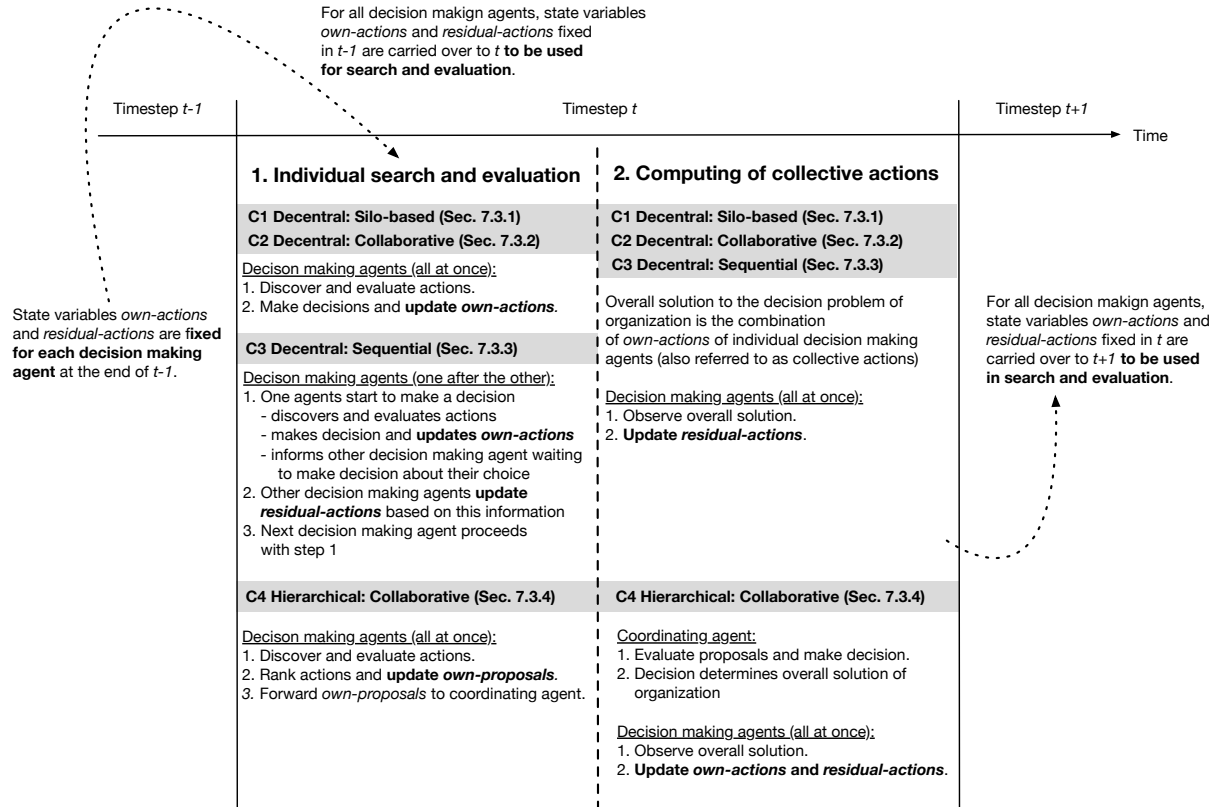 For all decision makign agents, state variables
own-actions and residual-actions fixed
in t-1 are carried over to t to be used
for search and evaluation.
Timestep t-1
Timestep t
Timestep t+1
Time
1. Individual search and evaluation
C1 Decentral: Silo-based (Sec. 7.3.1)
C2 Decentral: Collaborative (Sec. 7.3.2)
Decison making agents (all at once):
1. Discover and evaluate actions.
2. Make decisions and update own-actions.
C3 Decentral: Sequential (Sec. 7.3.3)
Decison making agents (one after the other):
1. One agents start to make a decision
- discovers and evaluates actions
- makes decision and updates own-actions
- informs other decision making agent waiting
to make decision about their choice
2. Other decision making agents update
residual-actions based on this information
3. Next decision making agent proceeds
with step 1
C4 Hierarchical: Collaborative (Sec. 7.3.4)
Decison making agents (all at once):
1. Discover and evaluate actions.
2. Rank actions and update own-proposals.
3. Forward own-proposals to coordinating agent.
2. Computing of collective actions
C1 Decentral: Silo-based (Sec. 7.3.1)
C2 Decentral: Collaborative (Sec. 7.3.2)
C3 Decentral: Sequential (Sec. 7.3.3)
Overall solution to the decision problem of
organization is the combination
of own-actions of individual decision making
agents (also referred to as collective actions)
Decision making agents (all at once):
1. Observe overall solution.
2. Update residual-actions.
C4 Hierarchical: Collaborative (Sec. 7.3.4)
Coordinating agent:
1. Evaluate proposals and make decision.
2. Decision determines overall solution of
organization
Decision making agents (all at once):
1. Observe overall solution.
2. Update own-actions and residual-actions.
State variables own-actions
and residual-actions are fixed
for each decision making
agent at the end of t-1.
For all decision makign agents,
state variables own-actions and
residual-actions fixed in t are
carried over to t+1 to be used
in search and evaluation.